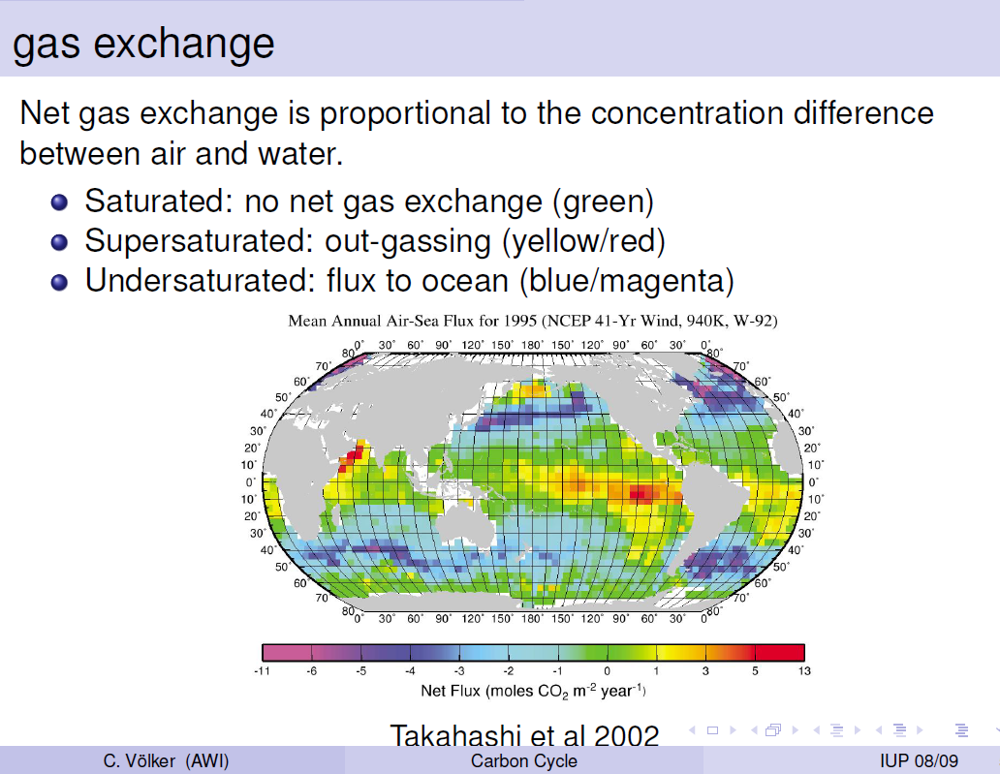 gas exchange
Net gas exchange is proportional to the concentration difference
between air and water.
Saturated: no net gas exchange (green)
Supersaturated: out-gassing (yellow/red)
Undersaturated: flux to ocean (blue/magenta)
Mean Annual Air-Sea Flux for 1995 (NCEP 41-Yr Wind, 940K, W-92)
0° 30° 60° 90° 120° 150° 180° 150° 120° 90° 60° 30° 0°
80° 80°
70° 70°
60° 60°
50° 50°
40° 40°
30° 30°
20° 20°
10° 10°
0° 0°
10° 10°
20° 20°
30° 30°
40° 40°
50° 50°
60° 60°
70° 70°
80° 80°
0° 30° 60° 90° 120° 150° 180° 150° 120° 90° 60° 30° 0°
-11 -6 -5 -4 -3 -2 -1 0 1 3 5 13
Net Flux (moles CO₂ m⁻² year⁻¹)
Takahashi et al 2002
C. Völker (AWI) Carbon Cycle IUP 08/09